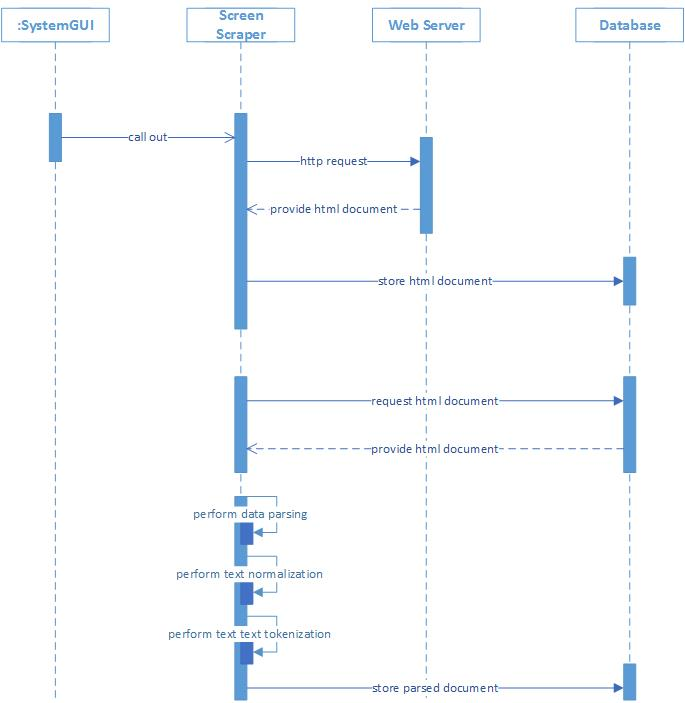 :SystemGUI
Screen
Scraper
Web Server
Database
call out
http request
provide html document
store html document
request html document
provide html document
perform data parsing
perform text normalization
perform text text tokenization
store parsed document